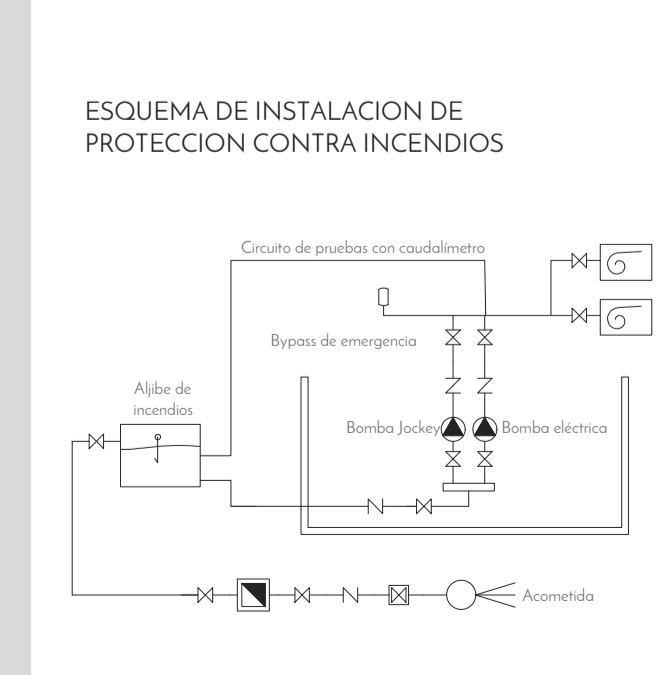 ESQUEMA DE INSTALACION DE
PROTECCION CONTRA INCENDIOS
Circuito de pruebas con caudalímetro
Bypass de emergencia
Aljibe de
incendios
Bomba Jockey
Bomba eléctrica
Acometida